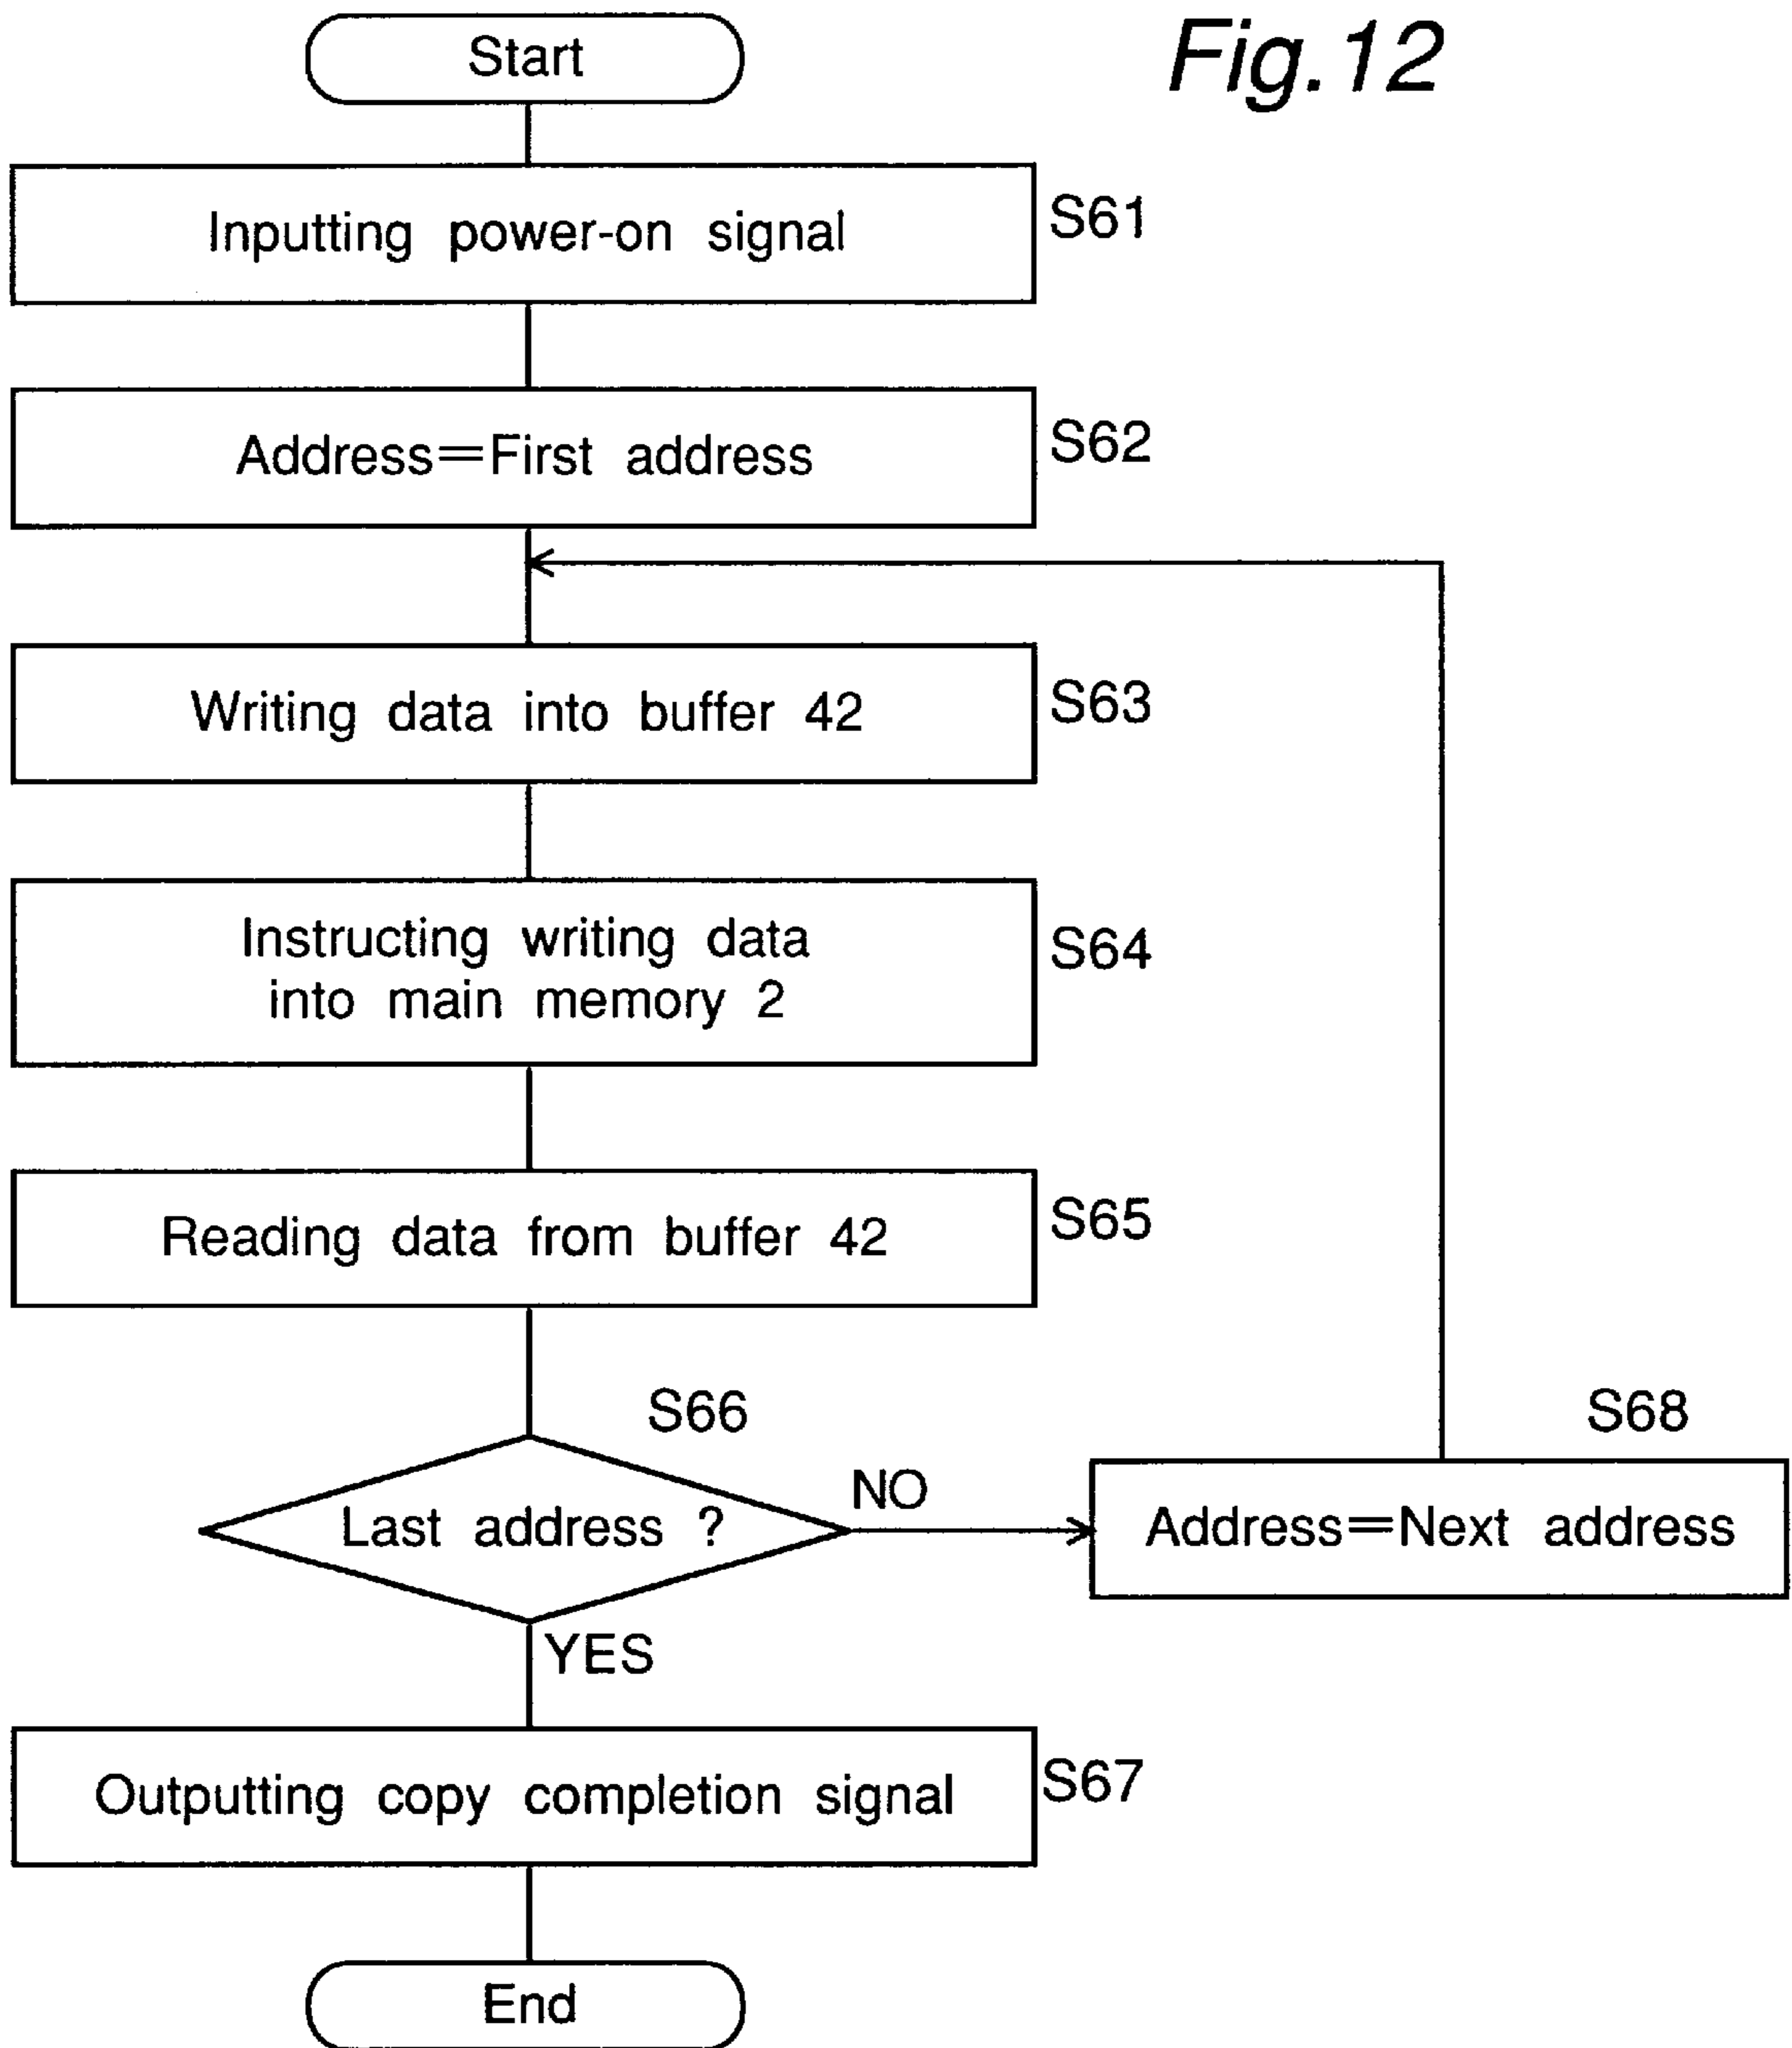 Fig.12
Start
Inputting power-on signal
S61
Address=First address
S62
Writing data into buffer 42
S63
Instructing writing data
into main memory 2
S64
Reading data from buffer 42
S65
S66
Last address ?
NO
S68
Address=Next address
YES
Outputting copy completion signal
S67
End